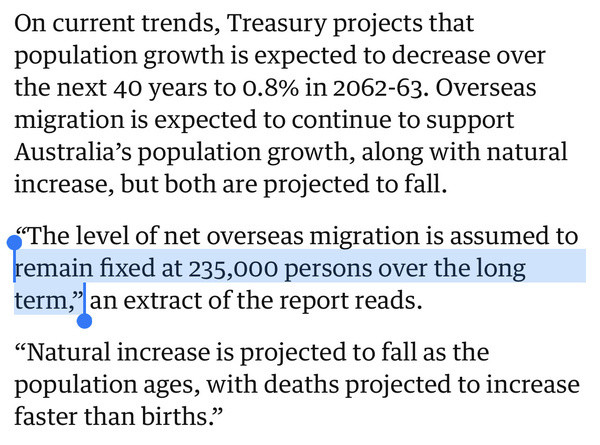 On current trends, Treasury projects that
population growth is expected to decrease over
the next 40 years to 0.8% in 2062-63. Overseas
migration is expected to continue to support
Australia’s population growth, along with natural
increase, but both are projected to fall.
“The level of net overseas migration is assumed to
remain fixed at 235,000 persons over the long
term,” an extract of the report reads.
“Natural increase is projected to fall as the
population ages, with deaths projected to increase
faster than births.”